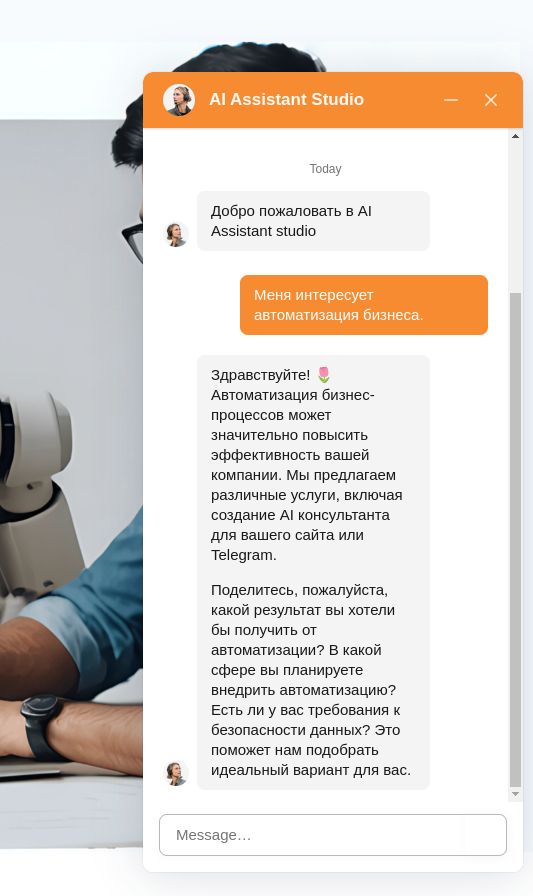 AI Assistant Studio
Today
Добро пожаловать в AI
Assistant studio
Меня интересует
автоматизация бизнеса.
Здравствуйте! 🌷
Автоматизация бизнес-
процессов может
значительно повысить
эффективность вашей
компании. Мы предлагаем
различные услуги, включая
создание AI консультанта
для вашего сайта или
Telegram.
Поделитесь, пожалуйста,
какой результат вы хотели
бы получить от
автоматизации? В какой
сфере вы планируете
внедрить автоматизацию?
Есть ли у вас требования к
безопасности данных? Это
поможет нам подобрать
идеальный вариант для вас.
Message…